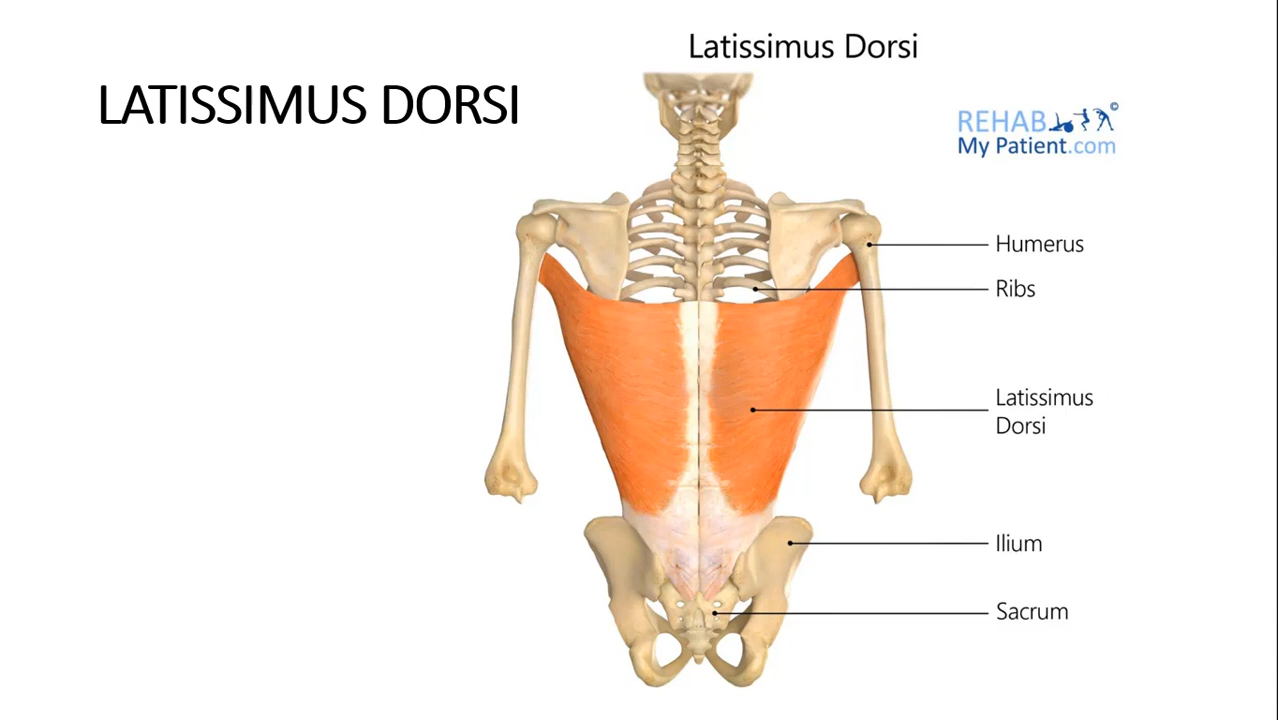 Latissimus Dorsi
LATISSIMUS DORSI
REHAB ©
My Patient.com
Humerus
Ribs
Latissimus
Dorsi
Ilium
Sacrum